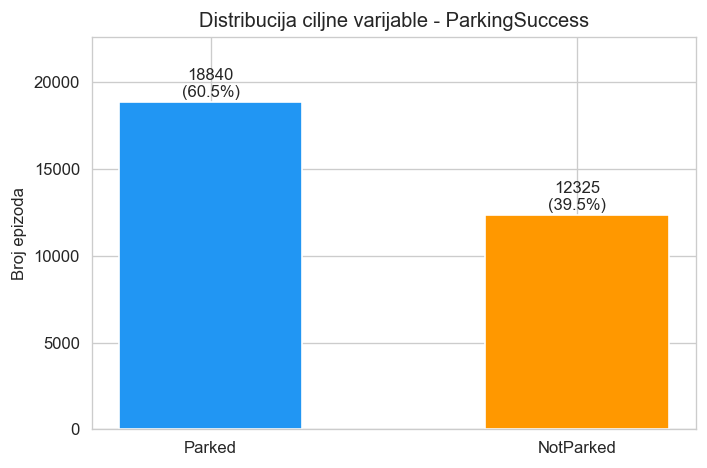 Distribucija ciljne varijable - ParkingSuccess
Broj epizoda
20000
15000
10000
5000
0
18840
(60.5%)
12325
(39.5%)
Parked
NotParked